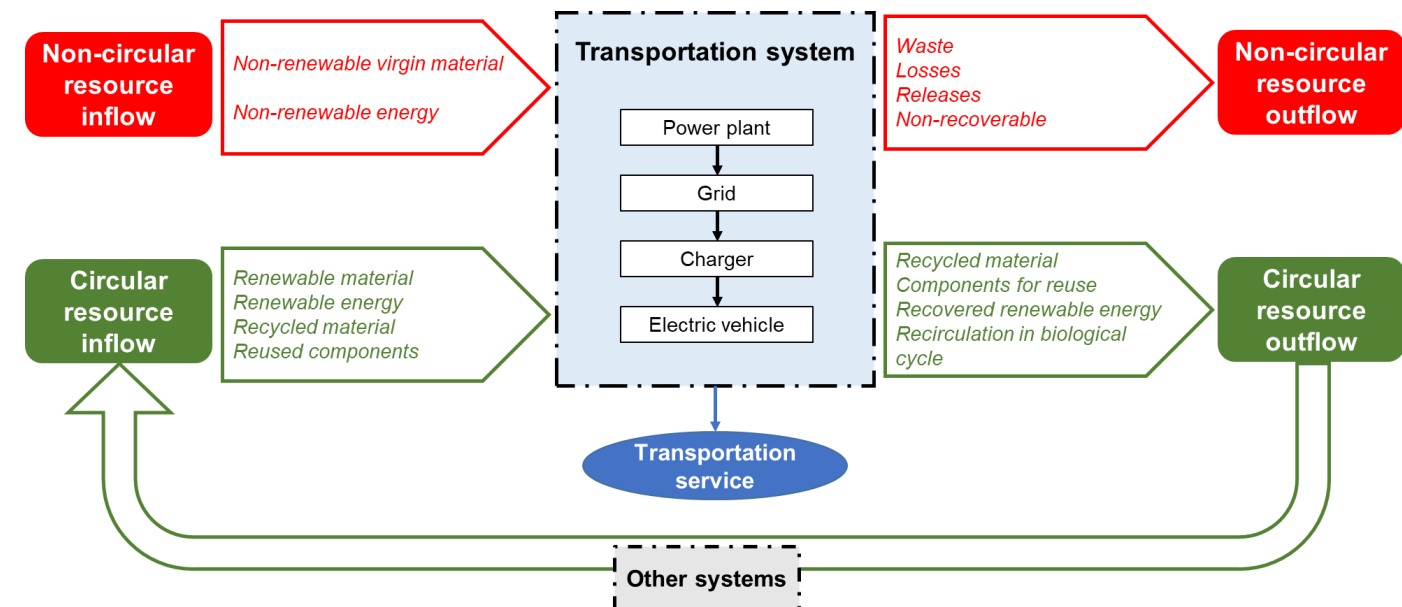 Non-circular
resource
inflow
Non-renewable virgin material
Non-renewable energy
Transportation system
Power plant
Grid
Charger
Electric vehicle
Waste
Losses
Releases
Non-recoverable
Non-circular
resource
outflow
Circular
resource
inflow
Renewable material
Renewable energy
Recycled material
Reused components
Recycled material
Components for reuse
Recovered renewable energy
Recirculation in biological
cycle
Circular
resource
outflow
Transportation
service
Other systems